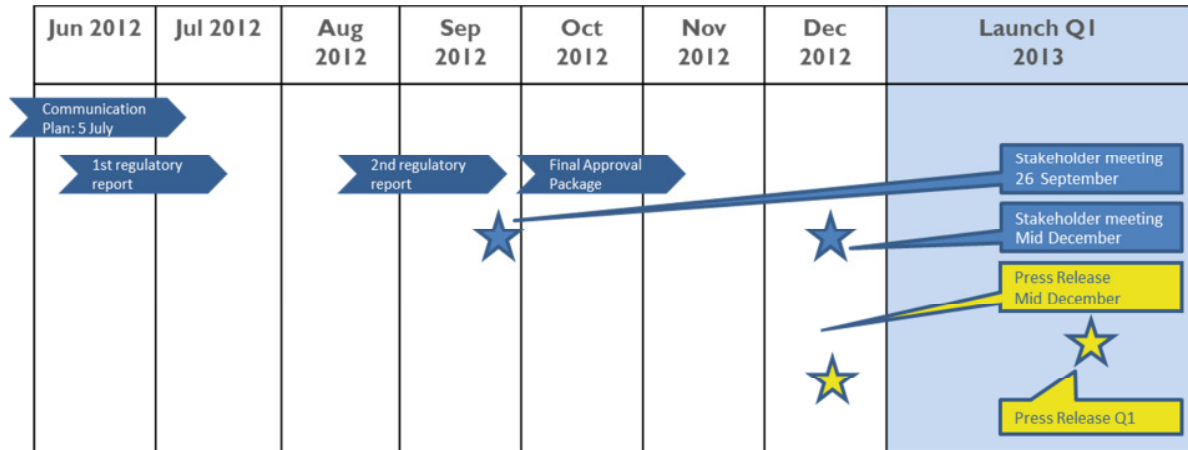 Jun 2012
Jul 2012
Aug
2012
Sep
2012
Oct
2012
Nov
2012
Dec
2012
Launch Q1
2013
Communication
Plan: 5 July
1st regulatory
report
2nd regulatory
report
Final Approval
Package
Stakeholder meeting
26 September
Stakeholder meeting
Mid December
Press Release
Mid December
Press Release Q1